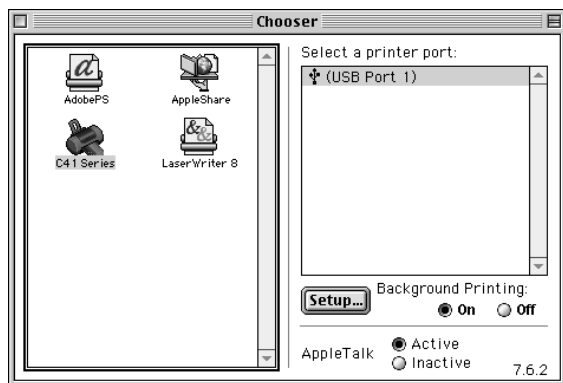 Chooser
AdobePS
AppleShare
C41 Series
LaserWriter 8
Select a printer port:
(USB Port 1)
Setup...
Background Printing:
On Off
AppleTalk
Active
Inactive
7.6.2